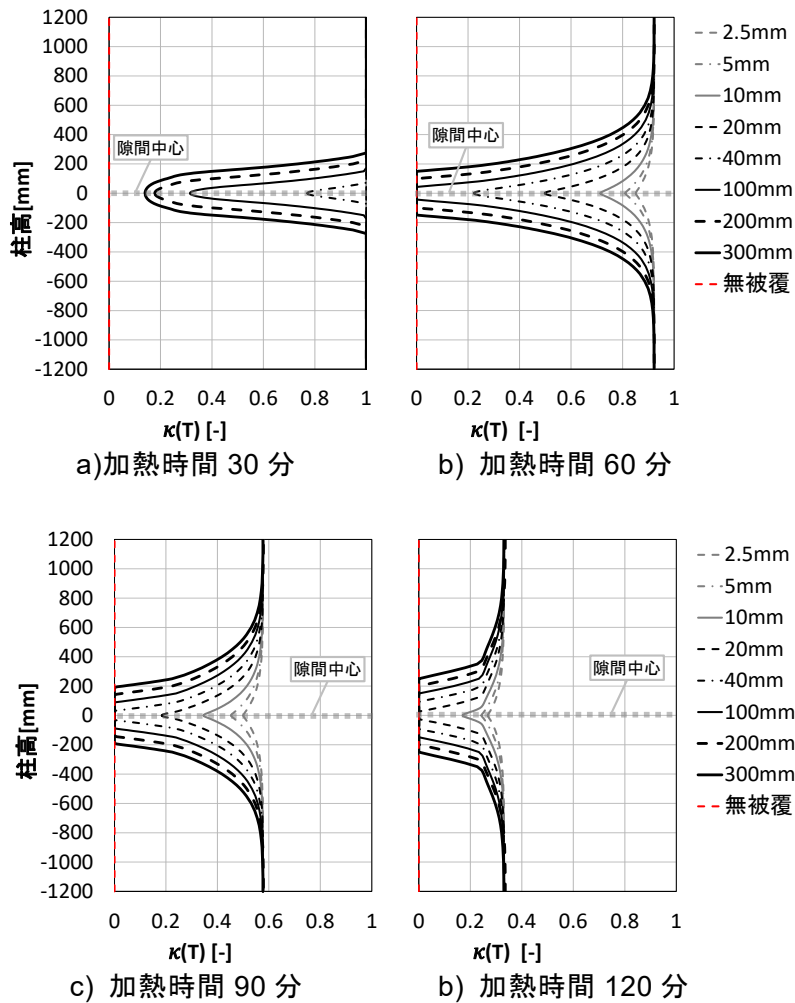 1200
1000
800
600
400
200
0
-200
-400
-600
-800
-1000
-1200
柱高[mm]
隙間中心
0 0.2 0.4 0.6 0.8 1
κ(T) [-]
a)加熱時間 30 分
隙間中心
0 0.2 0.4 0.6 0.8 1
κ(T) [-]
b) 加熱時間 60 分
2.5mm
5mm
10mm
20mm
40mm
100mm
200mm
300mm
無被覆
1200
1000
800
600
400
200
0
-200
-400
-600
-800
-1000
-1200
柱高[mm]
隙間中心
0 0.2 0.4 0.6 0.8 1
κ(T) [-]
c) 加熱時間 90 分
隙間中心
0 0.2 0.4 0.6 0.8 1
κ(T) [-]
b) 加熱時間 120 分
2.5mm
5mm
10mm
20mm
40mm
100mm
200mm
300mm
無被覆